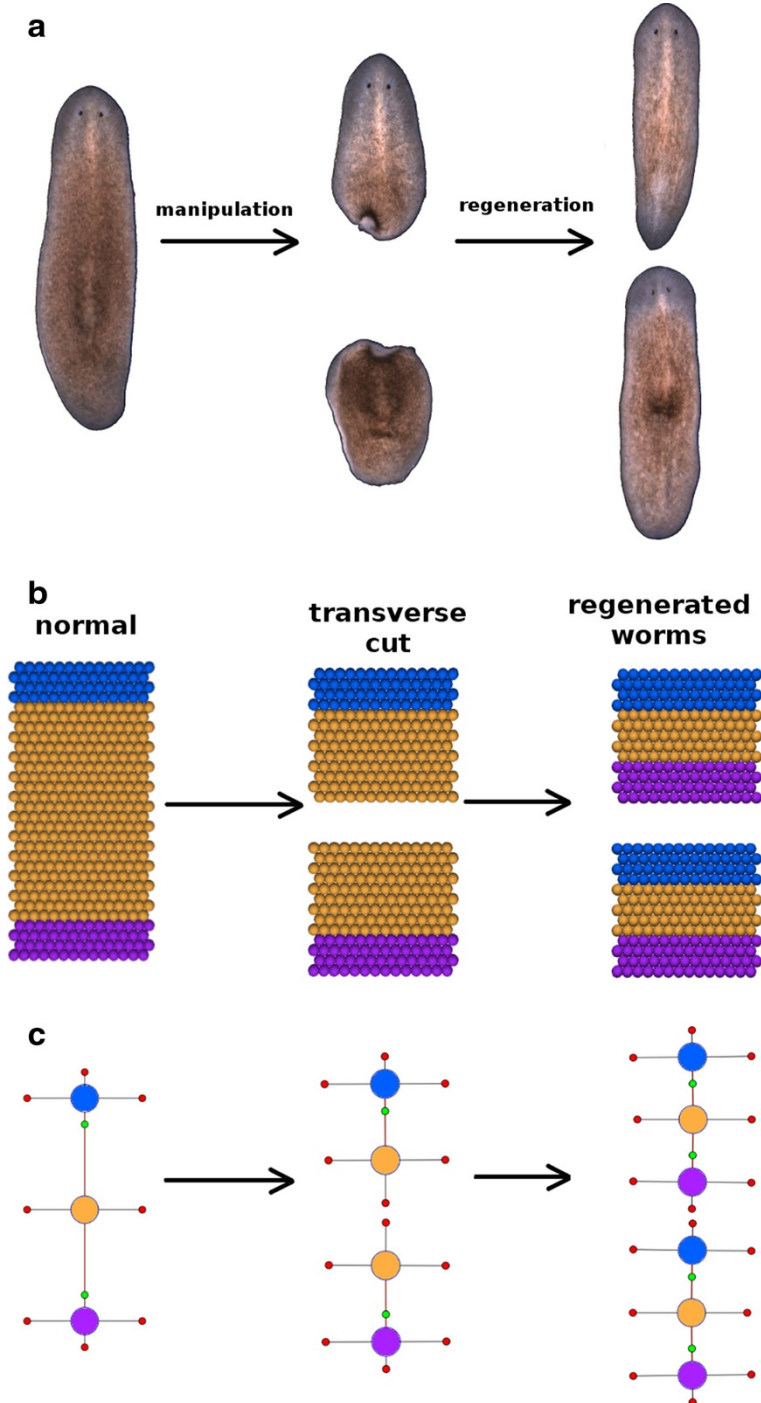 a
manipulation
regeneration
b
normal
transverse
cut
regenerated
worms
c